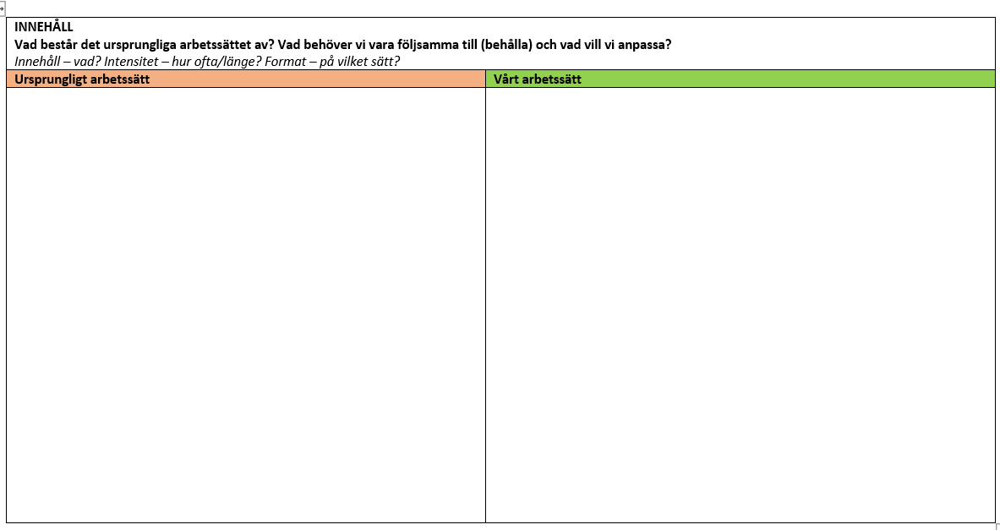 INNEHÅLL
Vad består det ursprungliga arbetssättet av? Vad behöver vi vara följsamma till (behålla) och vad vill vi anpassa?
Innehåll – vad? Intensitet – hur ofta/länge? Format – på vilket sätt?
Ursprungligt arbetssätt
Vårt arbetssätt